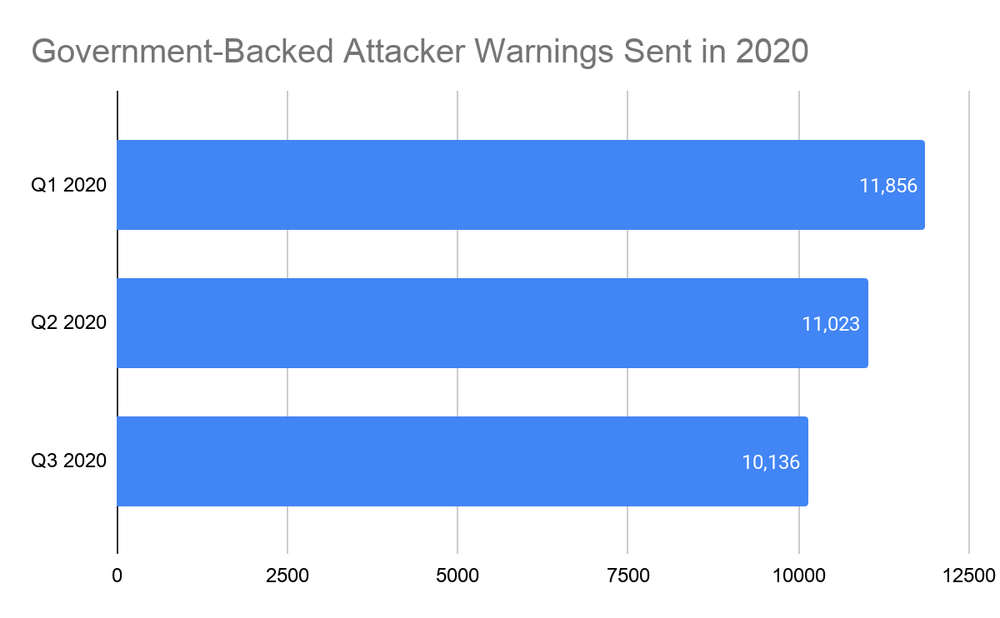 Government-Backed Attacker Warnings Sent in 2020
Q1 2020
11,856
Q2 2020
11,023
Q3 2020
10,136
0 2500 5000 7500 10000 12500